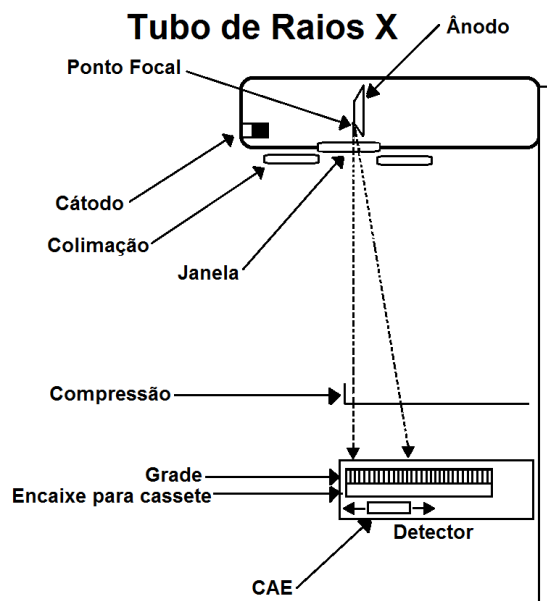 Tubo de Raios X
Ânodo
Ponto Focal
Cátodo
Colimação
Janela
Compressão
Grade
Encaixe para cassete
Detector
CAE